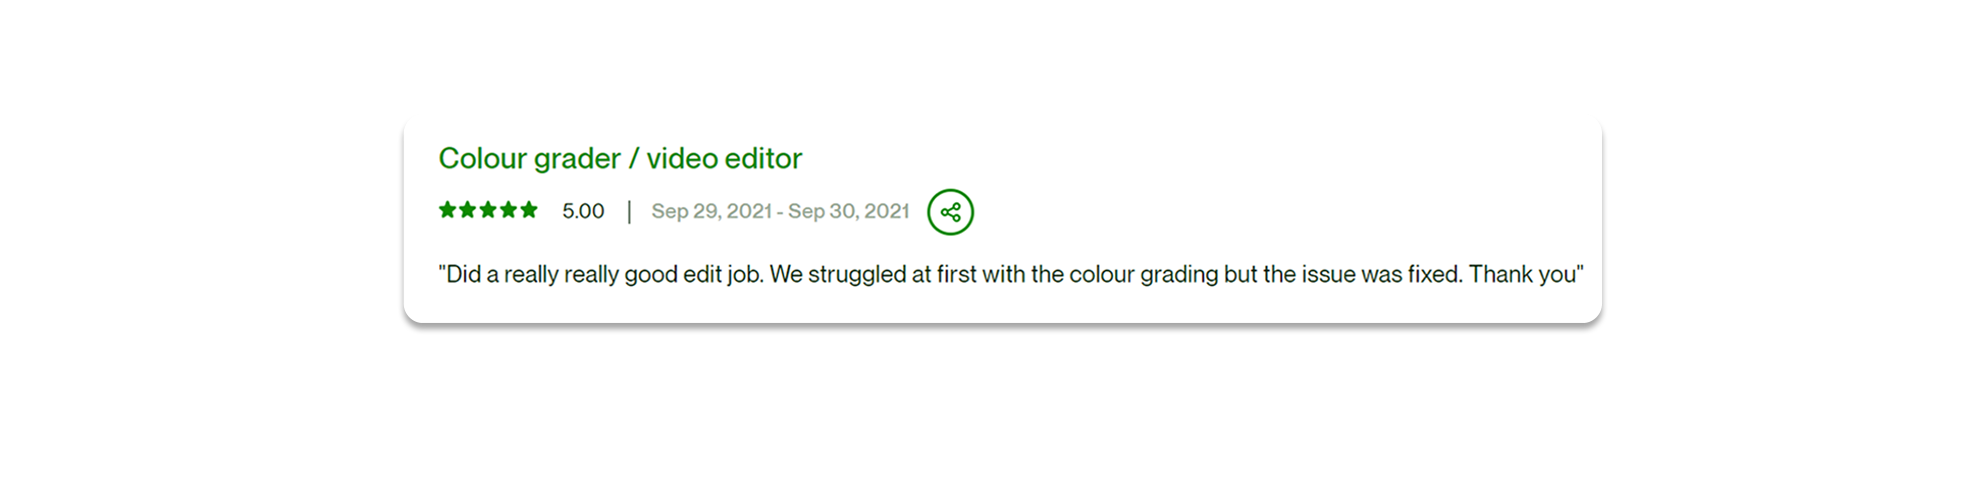 Colour grader / video editor
5.00 | Sep 29, 2021 - Sep 30, 2021
"Did a really really good edit job. We struggled at first with the colour grading but the issue was fixed. Thank you"